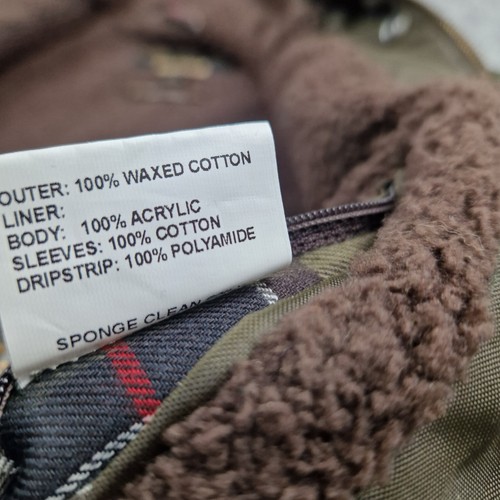 OUTER: 100% WAXED COTTON
LINER:
BODY: 100% ACRYLIC
SLEEVES: 100% COTTON
DRIPSTRIP: 100% POLYAMIDE
SPONGE CLEAN